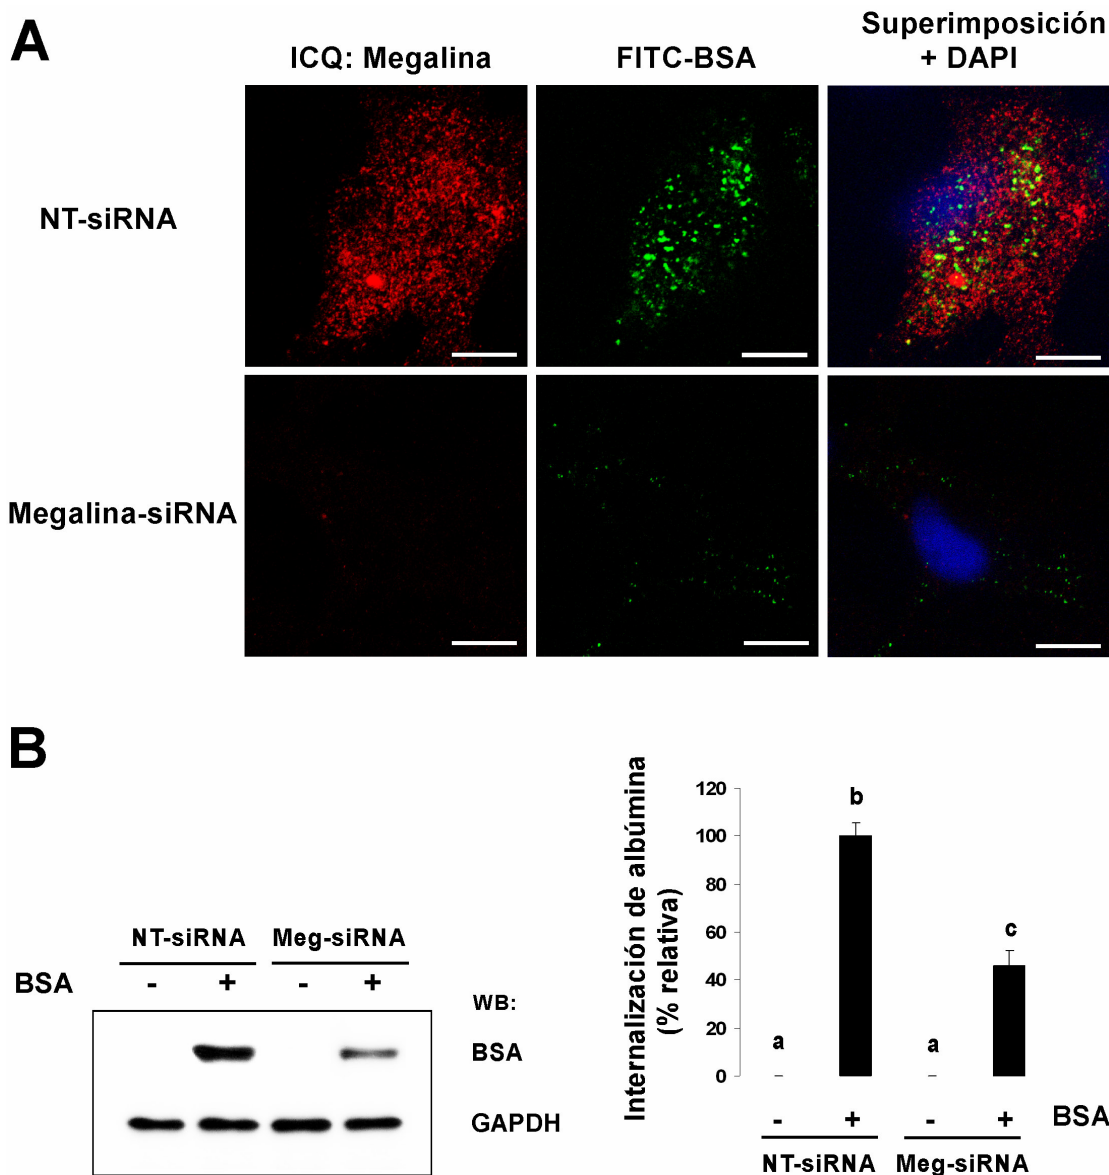 A
ICQ: Megalina
FITC-BSA
Superimposición
+ DAPI
NT-siRNA
Megalina-siRNA
B
NT-siRNA
Meg-siRNA
BSA
-
+
-
+
WB:
BSA
GAPDH
Internalización de albúmina
(% relativa)
120
100
80
60
40
20
0
a
b
a
c
-
+
-
+
BSA
NT-siRNA
Meg-siRNA